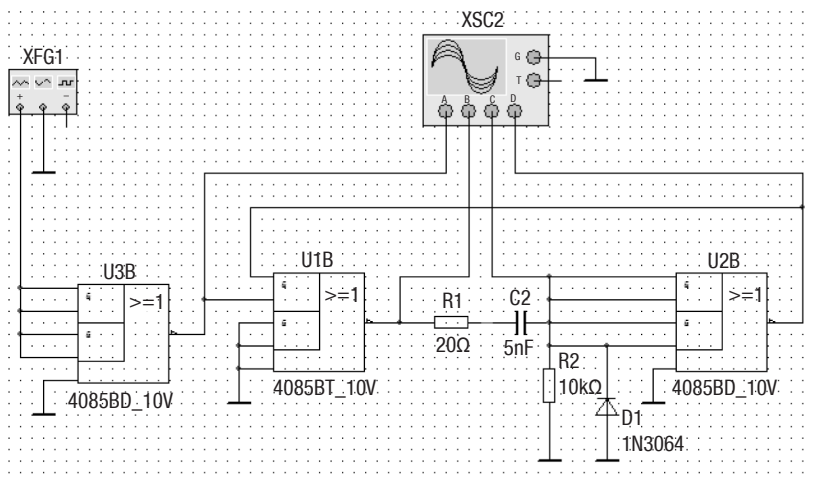 XSC2
XFG1
G
T
A B C D
+ −
U3B
&
>=1
&
4085BD_10V
U1B
&
>=1
&
4085BT_10V
R1
20Ω
C2
5nF
R2
10kΩ
D1
1N3064
U2B
&
>=1
&
4085BD_10V